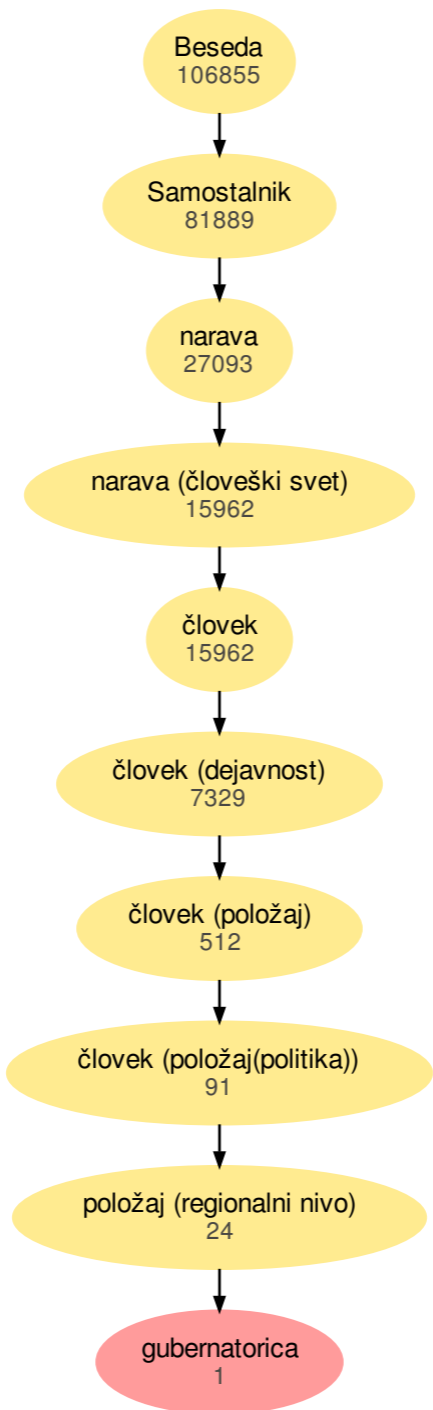 Beseda
106855
Samostalnik
81889
narava
27093
narava (človeški svet)
15962
človek
15962
človek (dejavnost)
7329
človek (položaj)
512
človek (položaj(politika))
91
položaj (regionalni nivo)
24
gubernatorica
1